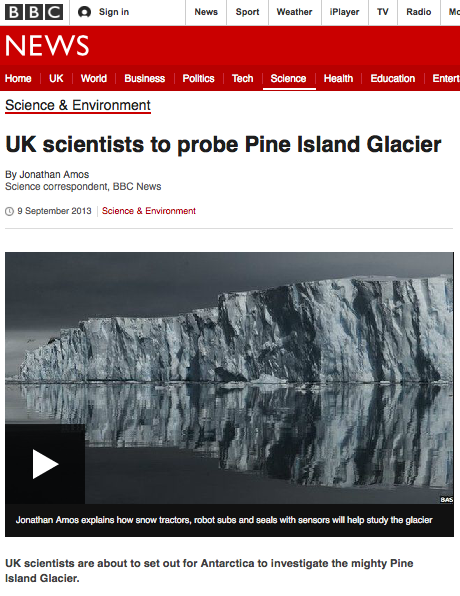 BBC Sign in News Sport Weather iPlayer TV Radio
NEWS
Home UK World Business Politics Tech Science Health Education
Science & Environment
UK scientists to probe Pine Island Glacier
By Jonathan Amos
Science correspondent, BBC News
9 September 2013 Science & Environment
BAS
Jonathan Amos explains how snow tractors, robot subs and seals with sensors will help study the glacier
UK scientists are about to set out for Antarctica to investigate the mighty Pine
Island Glacier.